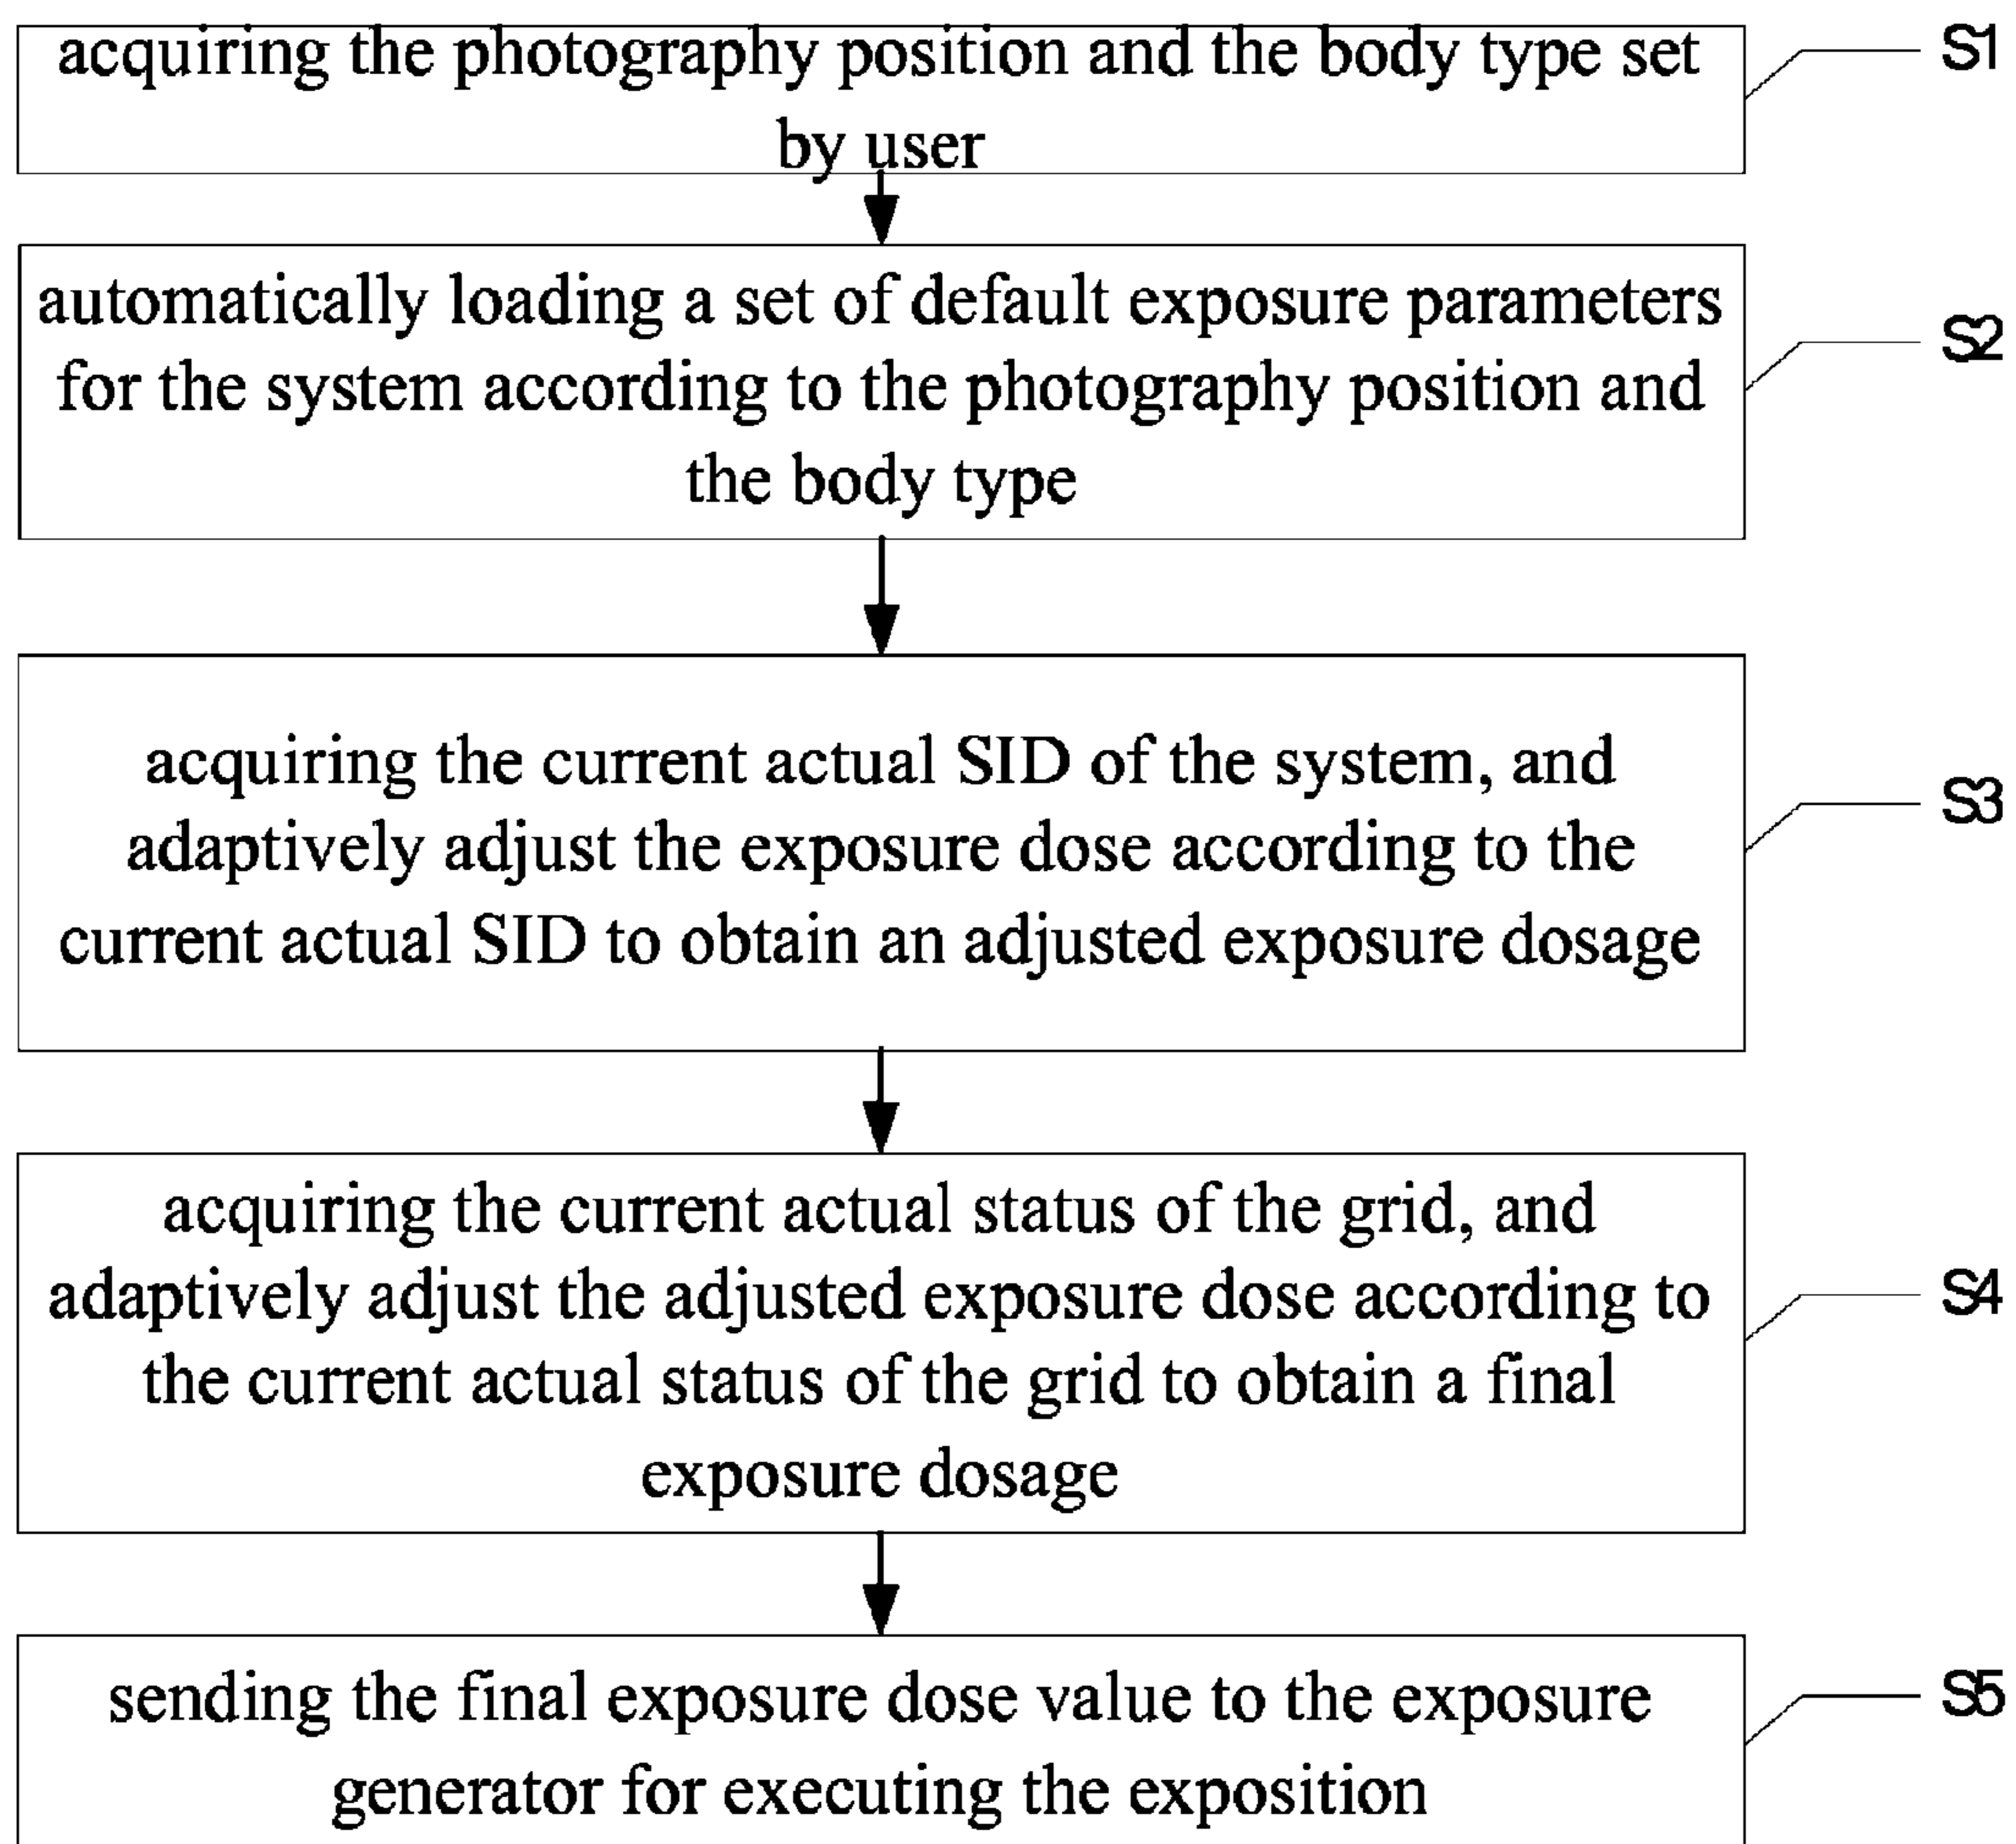 acquiring the photography position and the body type set
by user
S1
automatically loading a set of default exposure parameters
for the system according to the photography position and
the body type
S2
acquiring the current actual SID of the system, and
adaptively adjust the exposure dose according to the
current actual SID to obtain an adjusted exposure dosage
S3
acquiring the current actual status of the grid, and
adaptively adjust the adjusted exposure dose according to
the current actual status of the grid to obtain a final
exposure dosage
S4
sending the final exposure dose value to the exposure
generator for executing the exposition
S5